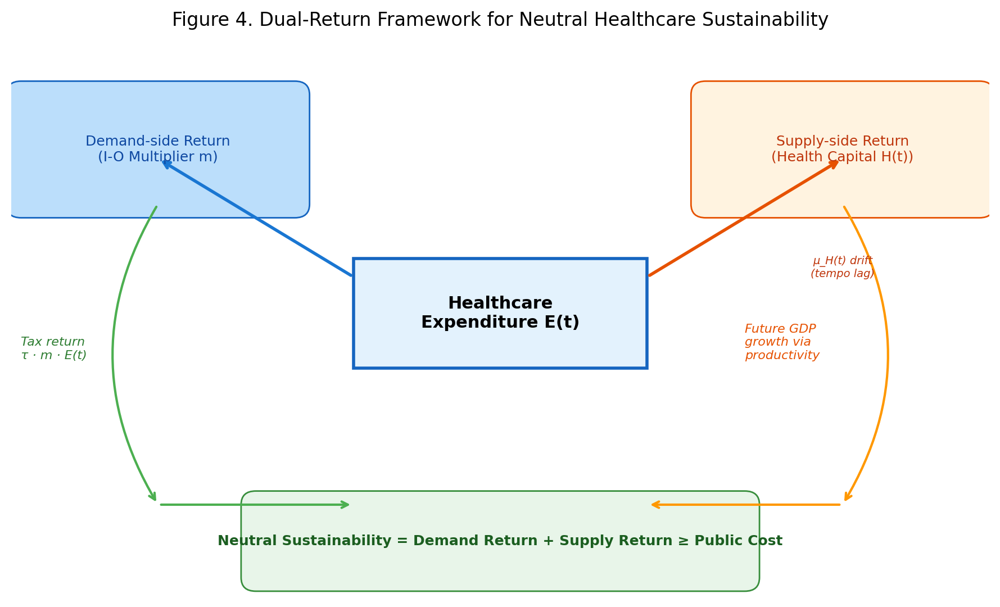 Figure 4. Dual-Return Framework for Neutral Healthcare Sustainability
Demand-side Return
(I-O Multiplier m)
Supply-side Return
(Health Capital H(t))
μ_H(t) drift
(tempo lag)
Healthcare
Expenditure E(t)
Tax return
τ · m · E(t)
Future GDP
growth via
productivity
Neutral Sustainability = Demand Return + Supply Return ≥ Public Cost